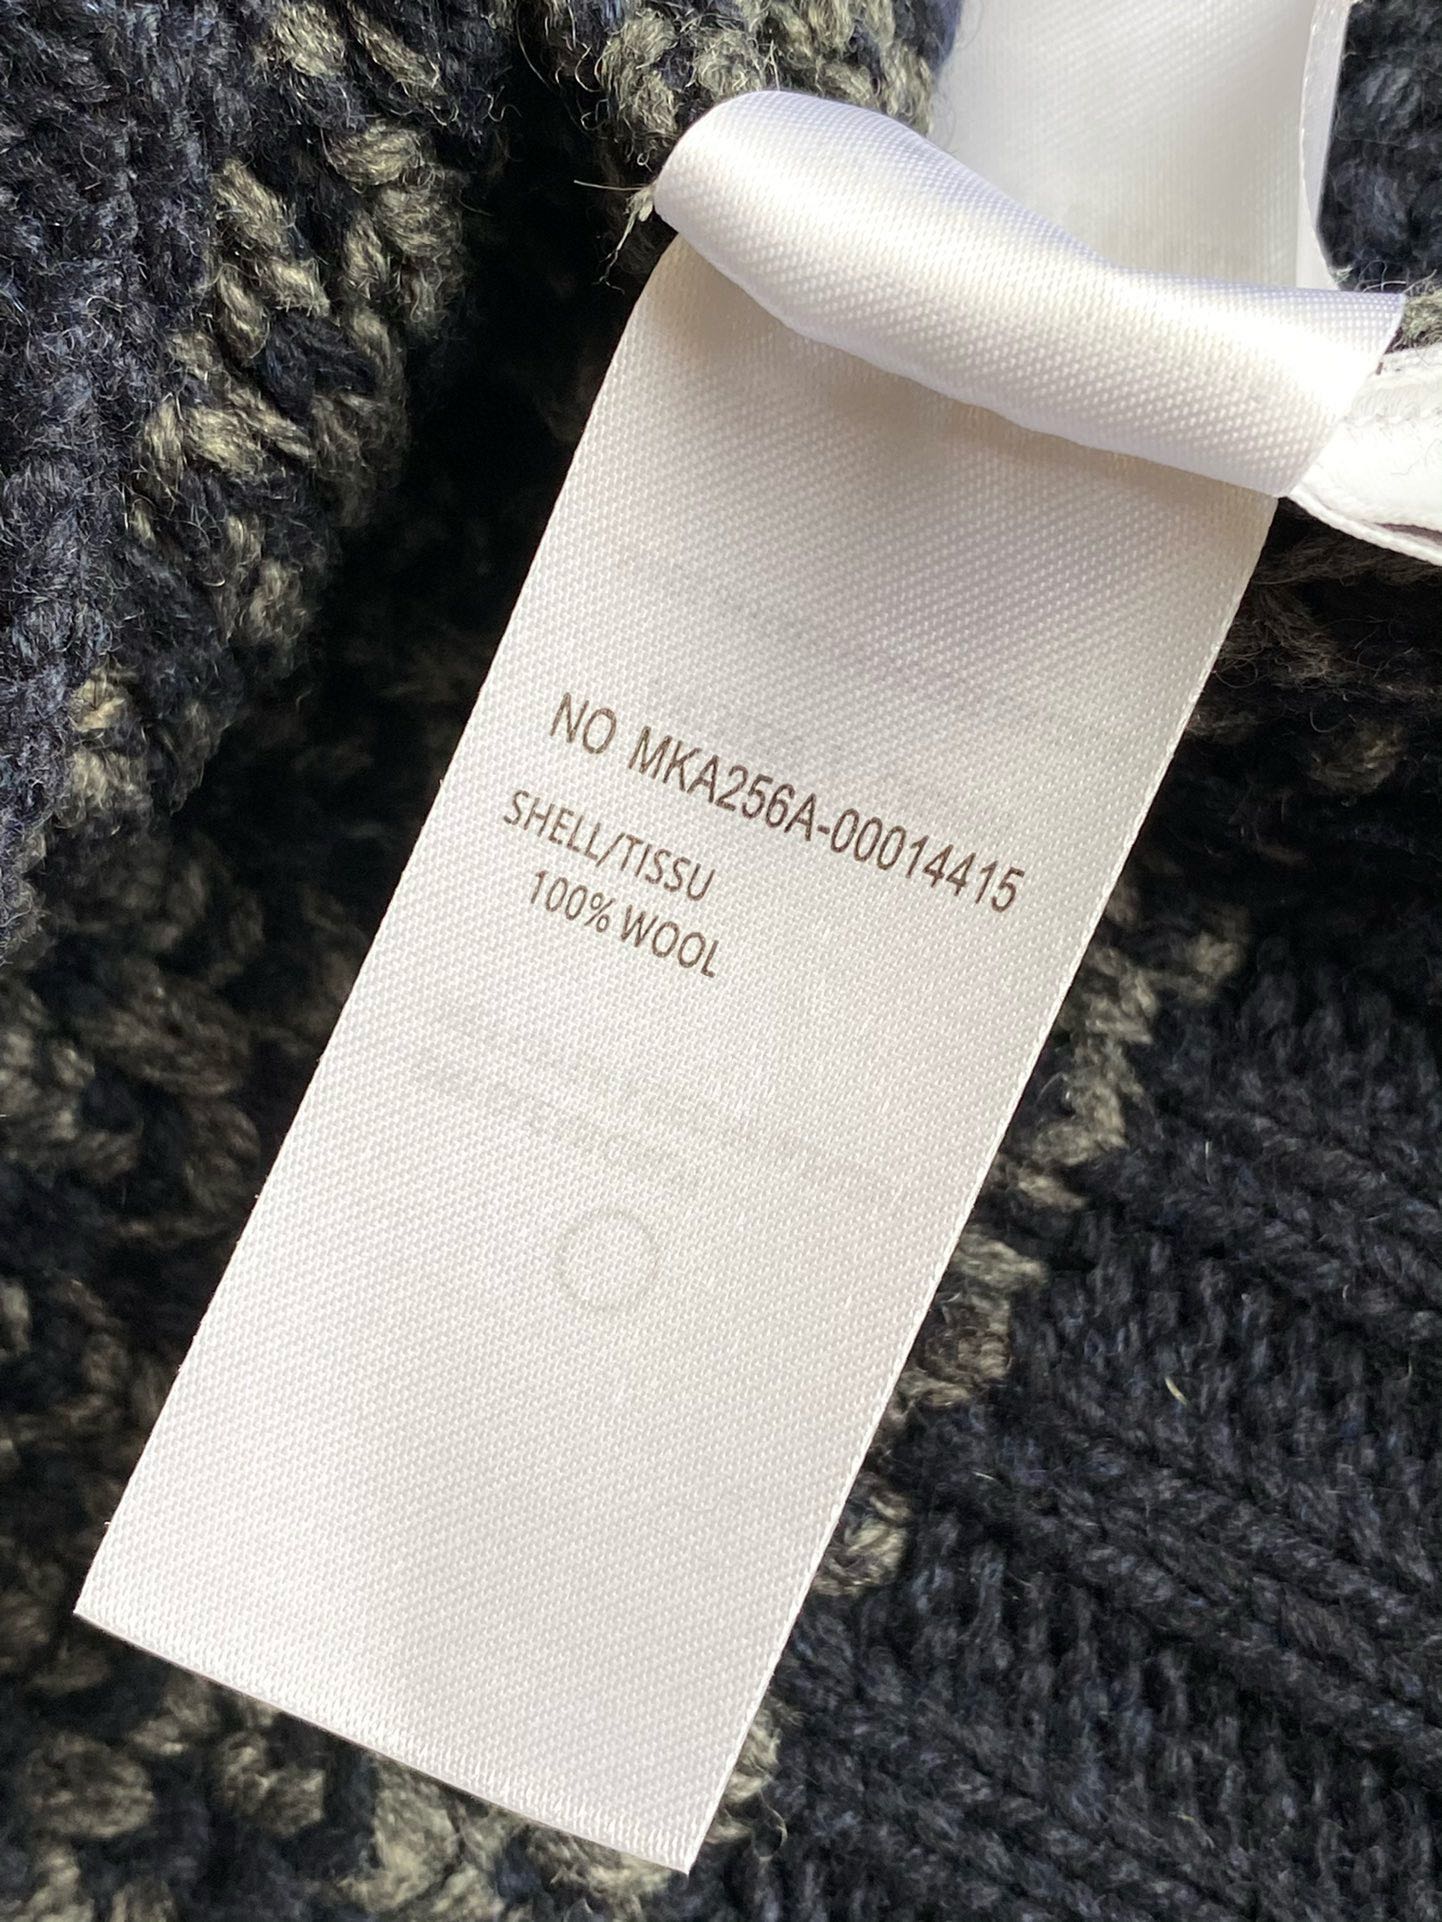 NO MKA256A-00014415
SHELL/TISSU
100% WOOL